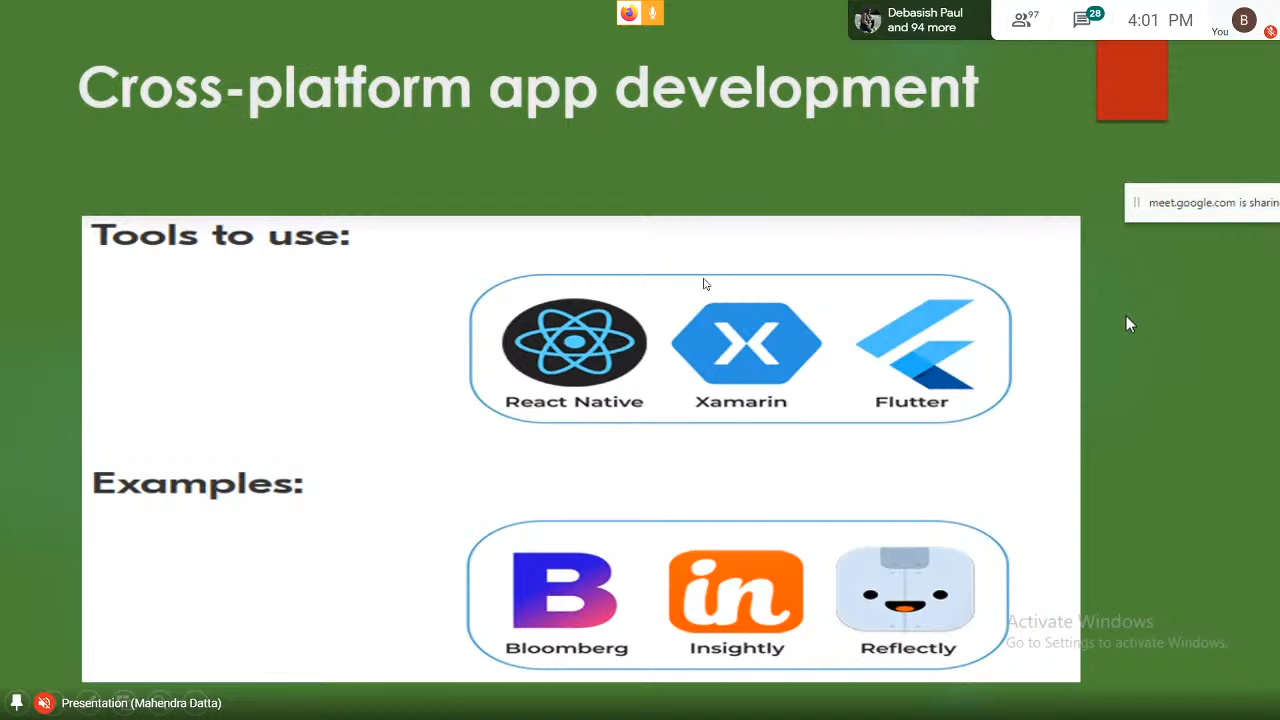 Debasish Paul
and 94 more
97
28
4:01 PM
You
B
Cross-platform app development
meet.google.com is sharin
Tools to use:
React Native
Xamarin
Flutter
Examples:
B
in
Bloomberg
Insightly
Reflectly
Activate Windows
Go to Settings to activate Windows.
Presentation (Mahendra Datta)